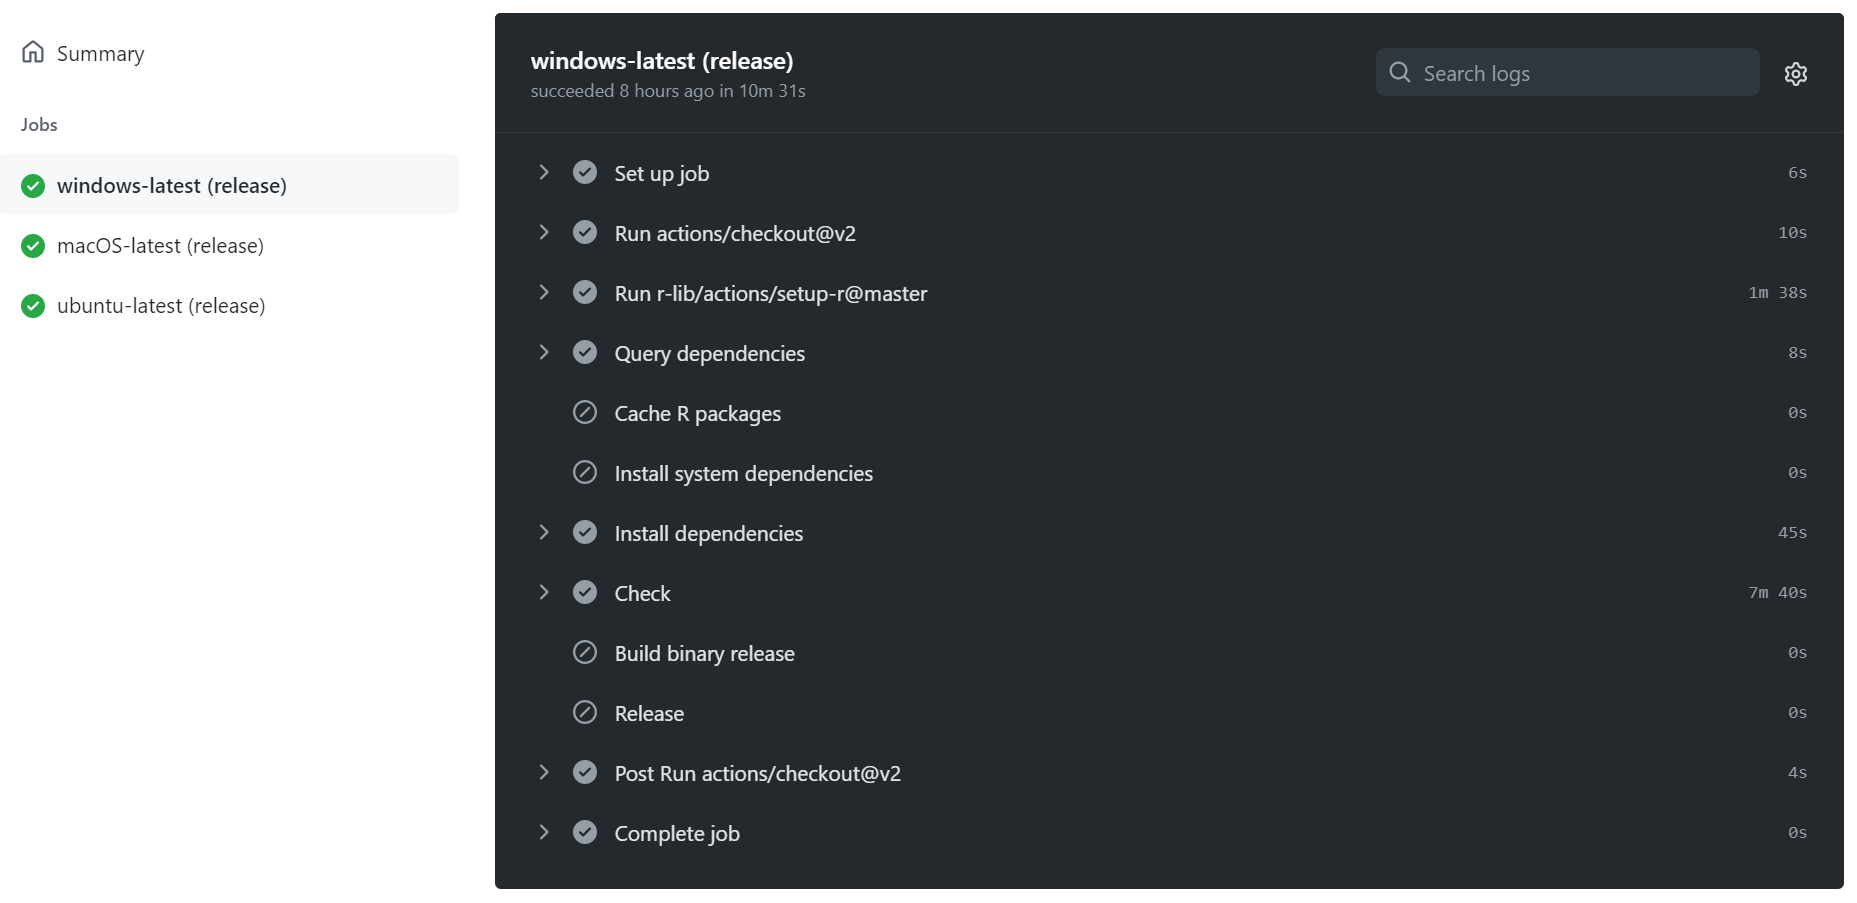 Summary
Jobs
windows-latest (release)
macOS-latest (release)
ubuntu-latest (release)
windows-latest (release)
succeeded 8 hours ago in 10m 31s
Search logs
Set up job 6s
Run actions/checkout@v2 10s
Run r-lib/actions/setup-r@master 1m 38s
Query dependencies 8s
Cache R packages 0s
Install system dependencies 0s
Install dependencies 45s
Check 7m 40s
Build binary release 0s
Release 0s
Post Run actions/checkout@v2 4s
Complete job 0s